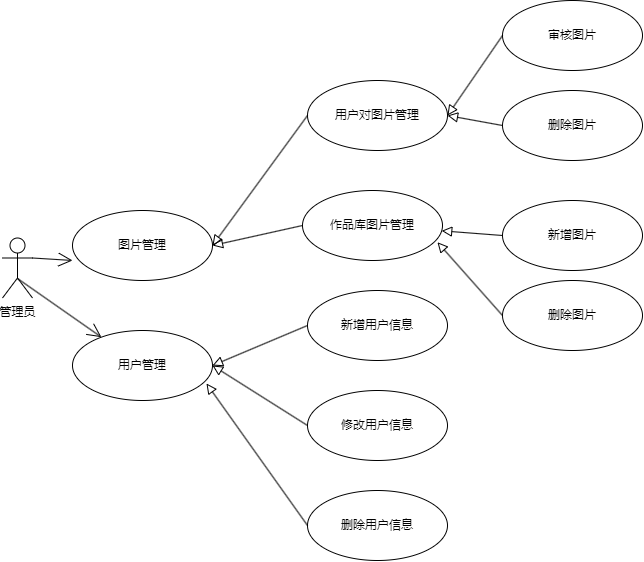 审核图片
用户对图片管理
删除图片
作品库图片管理
新增图片
图片管理
删除图片
管理员
新增用户信息
用户管理
修改用户信息
删除用户信息